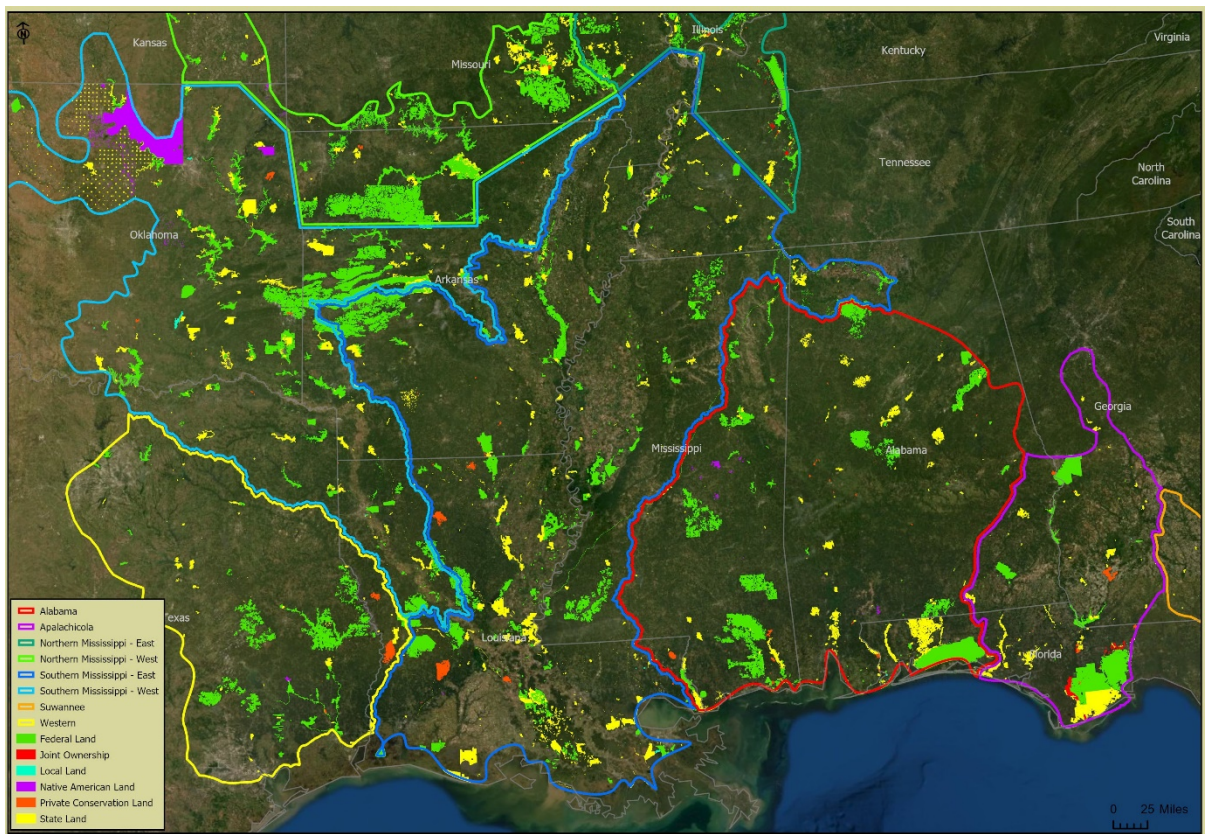 N
Kansas
Missouri
Illinois
Kentucky
Virginia
Tennessee
North
Carolina
South
Carolina
Oklahoma
Arkansas
Mississippi
Alabama
Georgia
Texas
Louisiana
Florida
Alabama
Apalachicola
Northern Mississippi - East
Northern Mississippi - West
Southern Mississippi - East
Southern Mississippi - West
Suwannee
Western
Federal Land
Joint Ownership
Local Land
Native American Land
Private Conservation Land
State Land
0 25 Miles